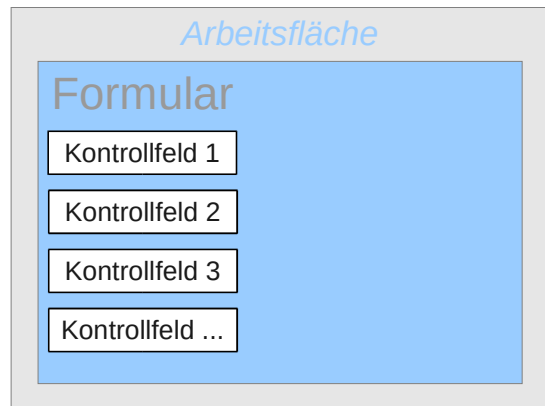 Arbeitsfläche
Formular
Kontrollfeld 1
Kontrollfeld 2
Kontrollfeld 3
Kontrollfeld ...